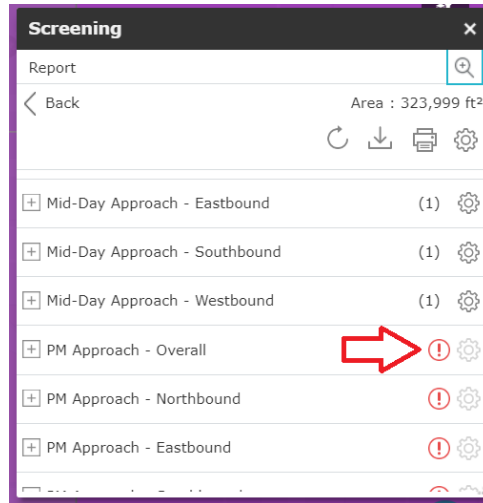 Screening
Report
Back
Area : 323,999 ft²
Mid-Day Approach - Eastbound (1)
Mid-Day Approach - Southbound (1)
Mid-Day Approach - Westbound (1)
PM Approach - Overall
PM Approach - Northbound
PM Approach - Eastbound